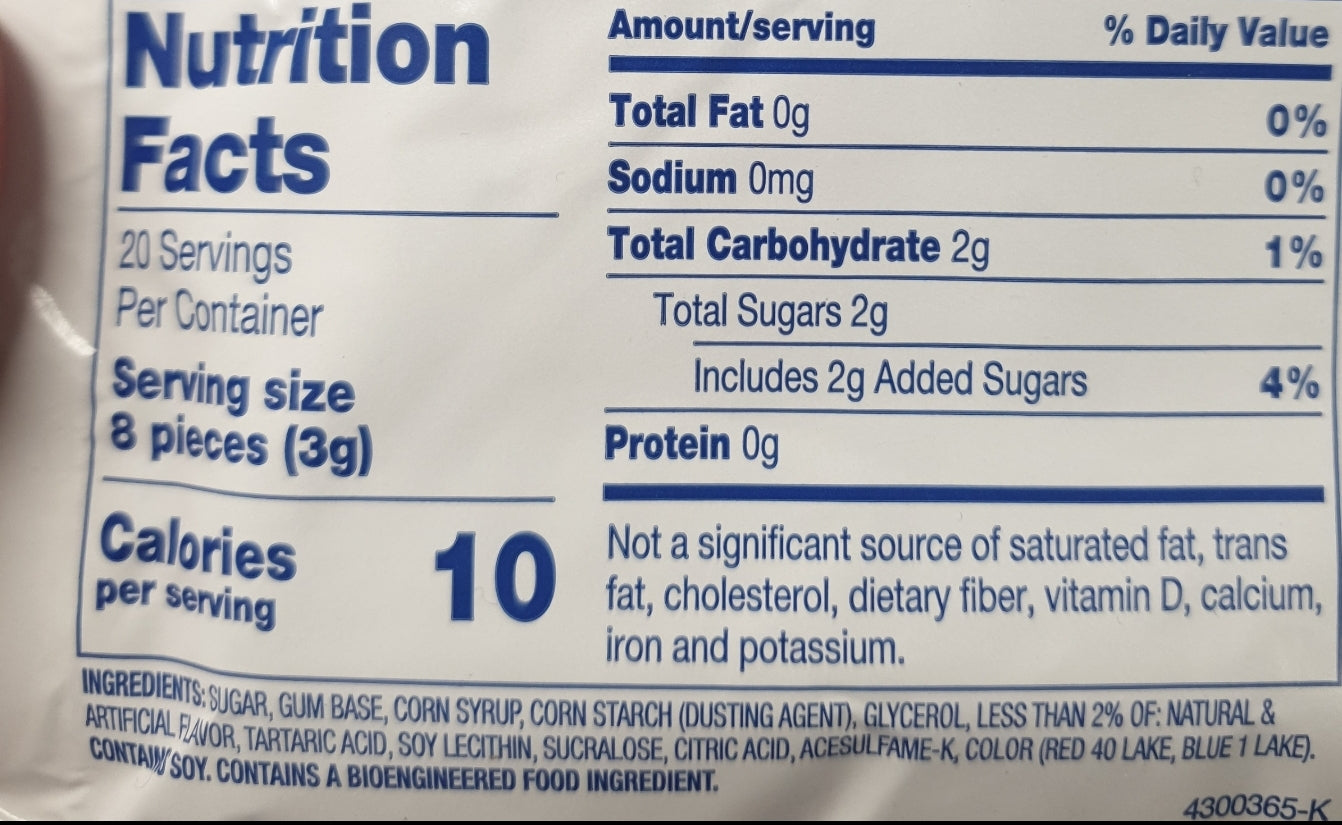 Nutrition
Facts
20 Servings
Per Container
Serving size
8 pieces (3g)
Calories
per serving
10
Amount/serving % Daily Value
Total Fat 0g 0%
Sodium 0mg 0%
Total Carbohydrate 2g 1%
Total Sugars 2g
Includes 2g Added Sugars 4%
Protein 0g
Not a significant source of saturated fat, trans
fat, cholesterol, dietary fiber, vitamin D, calcium,
iron and potassium.
INGREDIENTS: SUGAR, GUM BASE, CORN SYRUP, CORN STARCH (DUSTING AGENT), GLYCEROL, LESS THAN 2% OF: NATURAL &
ARTIFICIAL FLAVOR, TARTARIC ACID, SOY LECITHIN, SUCRALOSE, CITRIC ACID, ACESULFAME-K, COLOR (RED 40 LAKE, BLUE 1 LAKE).
CONTAIN SOY. CONTAINS A BIOENGINEERED FOOD INGREDIENT.
4300365-K